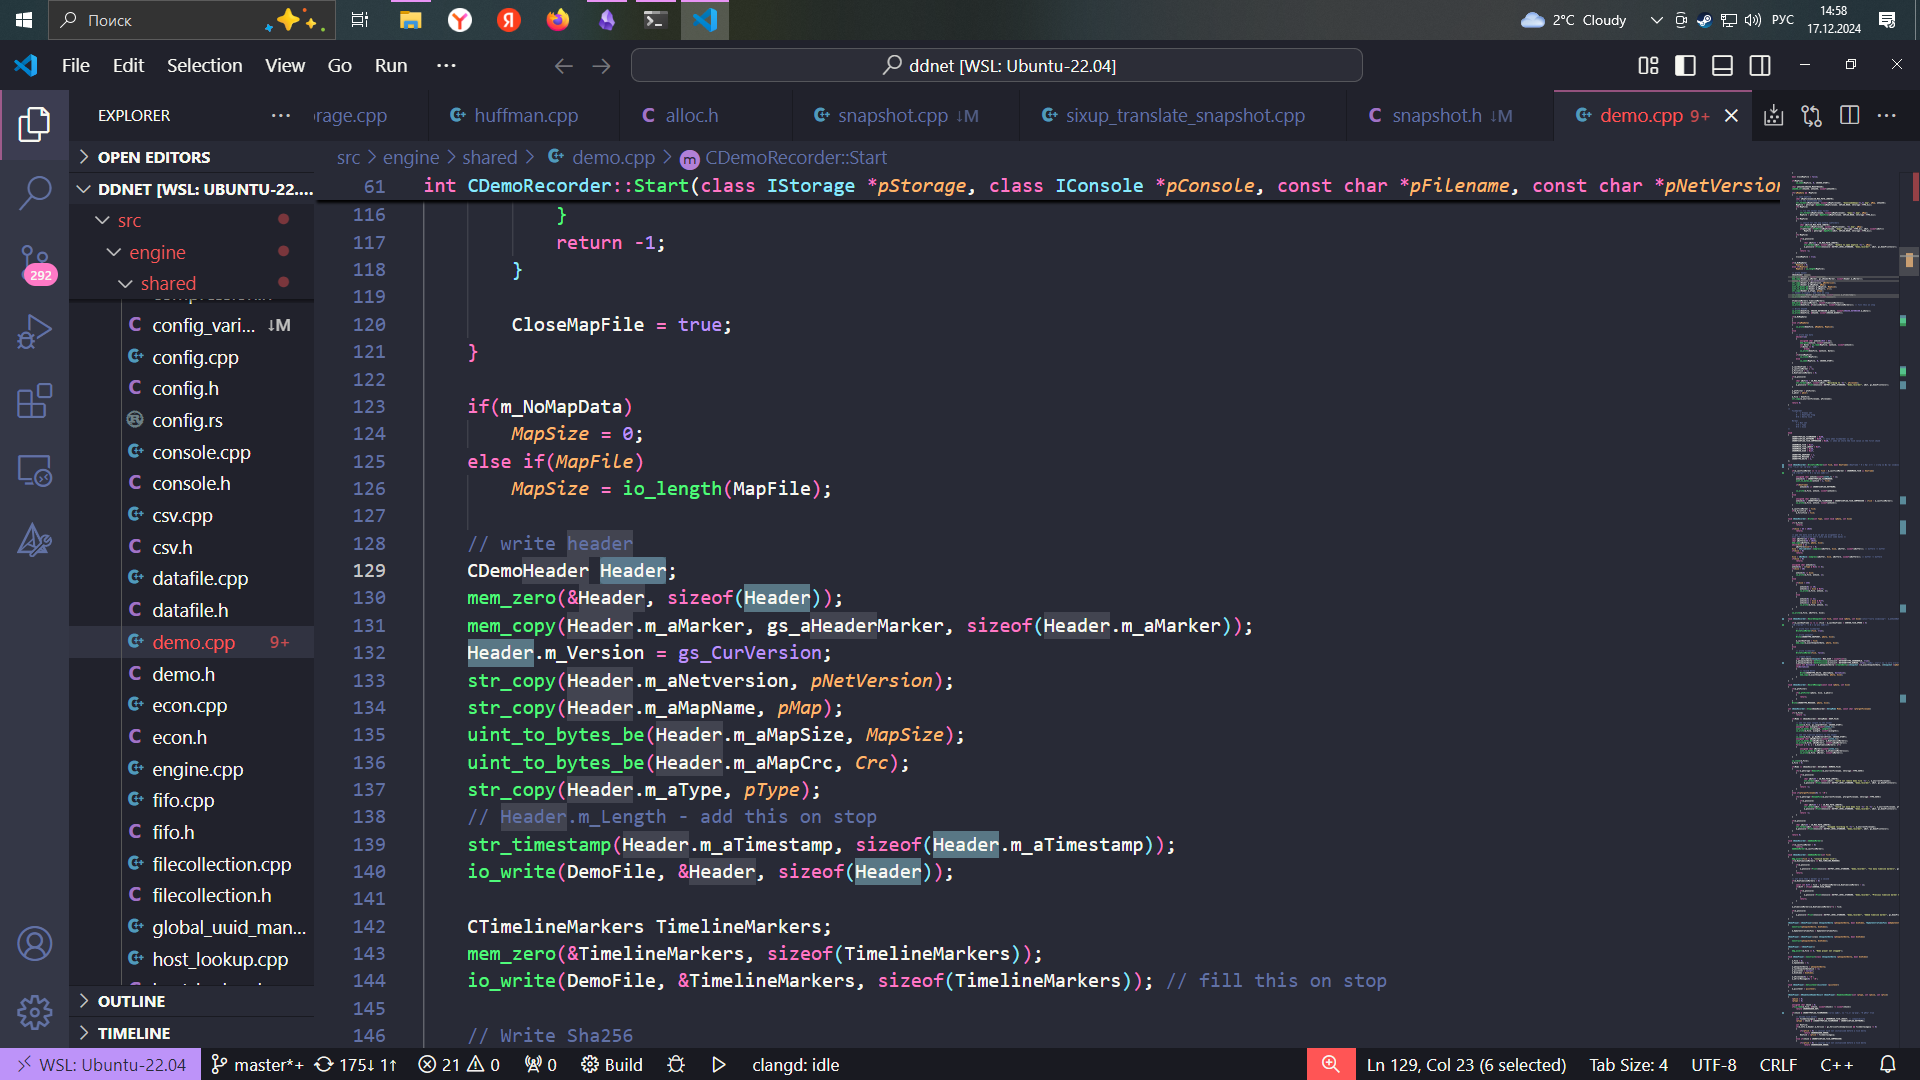 Поиск
2°C Cloudy
РУС
14:58
17.12.2024
File Edit Selection View Go Run ...
ddnet [WSL: Ubuntu-22.04]
EXPLORER
rage.cpp
huffman.cpp
alloc.h
snapshot.cpp ↓M
sixup_translate_snapshot.cpp
snapshot.h ↓M
demo.cpp 9+
OPEN EDITORS
DDNET [WSL: UBUNTU-22....
src
engine
shared
config_vari... ↓M
config.cpp
config.h
config.rs
console.cpp
console.h
csv.cpp
csv.h
datafile.cpp
datafile.h
demo.cpp 9+
demo.h
econ.cpp
econ.h
engine.cpp
fifo.cpp
fifo.h
filecollection.cpp
filecollection.h
global_uuid_man...
host_lookup.cpp
OUTLINE
TIMELINE
292
src > engine > shared > demo.cpp > CDemoRecorder::Start
61 int CDemoRecorder::Start(class IStorage *pStorage, class IConsole *pConsole, const char *pFilename, const char *pNetVersion
116 }
117 return -1;
118 }
119
120 CloseMapFile = true;
121 }
122
123 if(m_NoMapData)
124 MapSize = 0;
125 else if(MapFile)
126 MapSize = io_length(MapFile);
127
128 // write header
129 CDemoHeader Header;
130 mem_zero(&Header, sizeof(Header));
131 mem_copy(Header.m_aMarker, gs_aHeaderMarker, sizeof(Header.m_aMarker));
132 Header.m_Version = gs_CurVersion;
133 str_copy(Header.m_aNetversion, pNetVersion);
134 str_copy(Header.m_aMapName, pMap);
135 uint_to_bytes_be(Header.m_aMapSize, MapSize);
136 uint_to_bytes_be(Header.m_aMapCrc, Crc);
137 str_copy(Header.m_aType, pType);
138 // Header.m_Length - add this on stop
139 str_timestamp(Header.m_aTimestamp, sizeof(Header.m_aTimestamp));
140 io_write(DemoFile, &Header, sizeof(Header));
141
142 CTimelineMarkers TimelineMarkers;
143 mem_zero(&TimelineMarkers, sizeof(TimelineMarkers));
144 io_write(DemoFile, &TimelineMarkers, sizeof(TimelineMarkers)); // fill this on stop
145
146 // Write Sha256
WSL: Ubuntu-22.04 master*+ 175↓ 1↑ 21 0 0 Build clangd: idle
Ln 129, Col 23 (6 selected) Tab Size: 4 UTF-8 CRLF C++